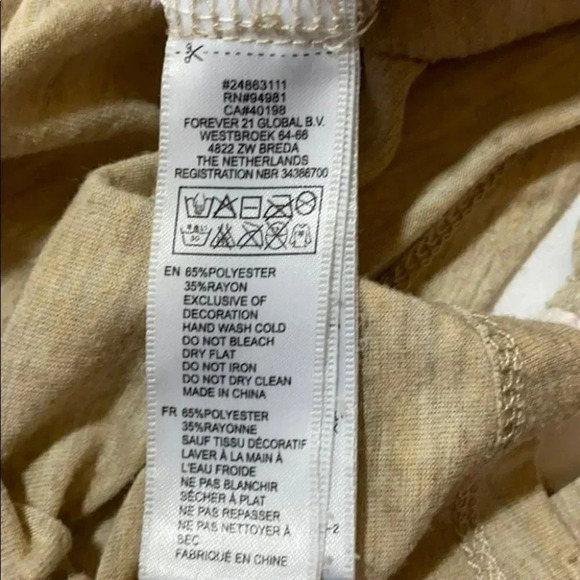 #24863111
RN#94981
CA#40198
FOREVER 21 GLOBAL B.V.
WESTBROEK 64-66
4822 ZW BREDA
THE NETHERLANDS
REGISTRATION NBR 34386700
EN 65%POLYESTER
35%RAYON
EXCLUSIVE OF
DECORATION
HAND WASH COLD
DO NOT BLEACH
DRY FLAT
DO NOT IRON
DO NOT DRY CLEAN
MADE IN CHINA
FR 65%POLYESTER
35%RAYONNE
SAUF TISSU DÉCORATIF
LAVER À LA MAIN À
L'EAU FROIDE
NE PAS BLANCHIR
SÉCHER À PLAT
NE PAS REPASSER
NE PAS NETTOYER À
SEC
FABRIQUÉ EN CHINE
-2